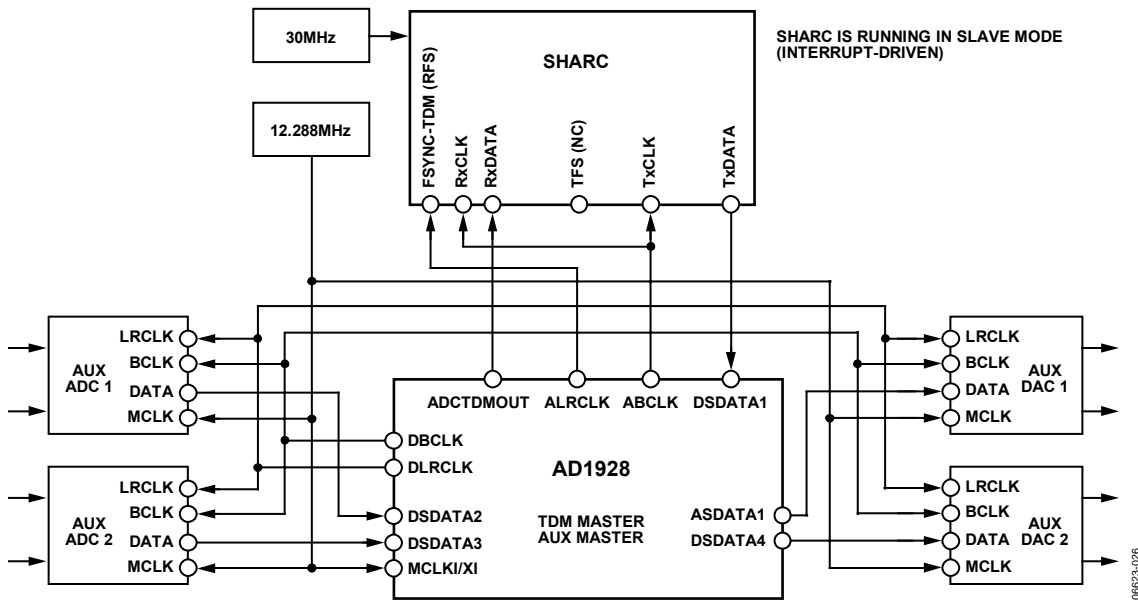 30MHz
SHARC
SHARC IS RUNNING IN SLAVE MODE
(INTERRUPT-DRIVEN)
12.288MHz
FSYNC-TDM (RFS)
RxCLK
RxDATA
TFS (NC)
TxCLK
TxDATA
AUX
ADC 1
LRCLK
BCLK
DATA
MCLK
AUX
ADC 2
LRCLK
BCLK
DATA
MCLK
ADCTDMOUT
ALRCLK
ABCLK
DSDATA1
DBCLK
DLRCLK
DSDATA2
DSDATA3
MCLKI/XI
AD1928
TDM MASTER
AUX MASTER
ASDATA1
DSDATA4
LRCLK
BCLK
DATA
MCLK
AUX
DAC 1
LRCLK
BCLK
DATA
MCLK
AUX
DAC 2
06623-026